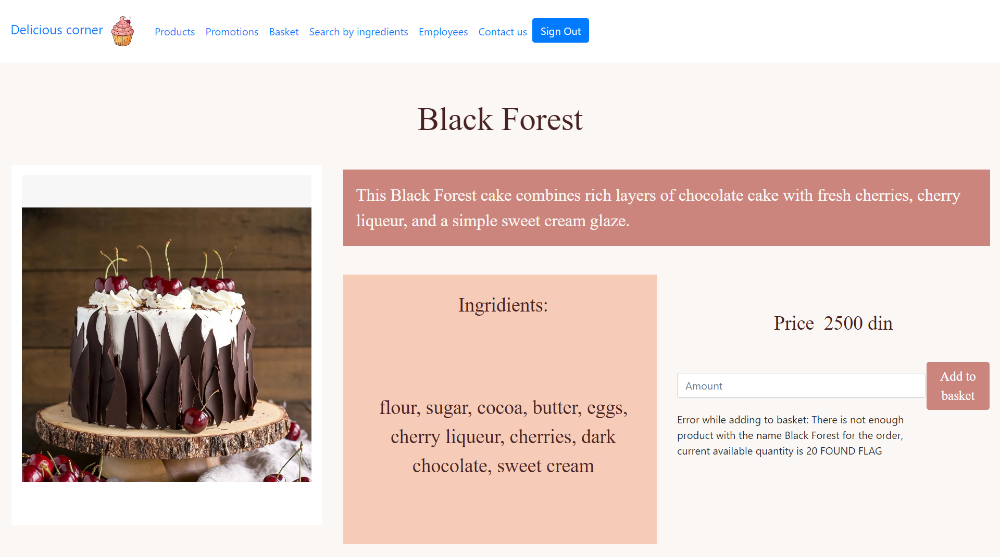 Delicious corner
Products Promotions Basket Search by ingredients Employees Contact us Sign Out
Black Forest
This Black Forest cake combines rich layers of chocolate cake with fresh cherries, cherry
liqueur, and a simple sweet cream glaze.
Ingridients:
flour, sugar, cocoa, butter, eggs,
cherry liqueur, cherries, dark
chocolate, sweet cream
Price 2500 din
Amount
Add to
basket
Error while adding to basket: There is not enough
product with the name Black Forest for the order,
current available quantity is 20 FOUND FLAG